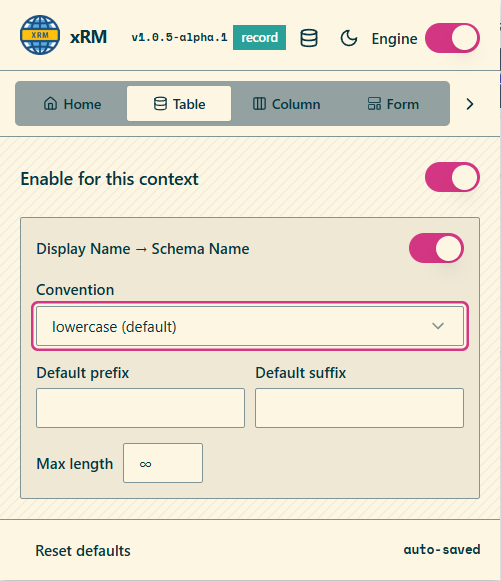 XRM xRM v1.0.5-alpha.1 record Engine
Home Table Column Form
Enable for this context
Display Name → Schema Name
Convention
lowercase (default)
Default prefix Default suffix
Max length ∞
Reset defaults auto-saved